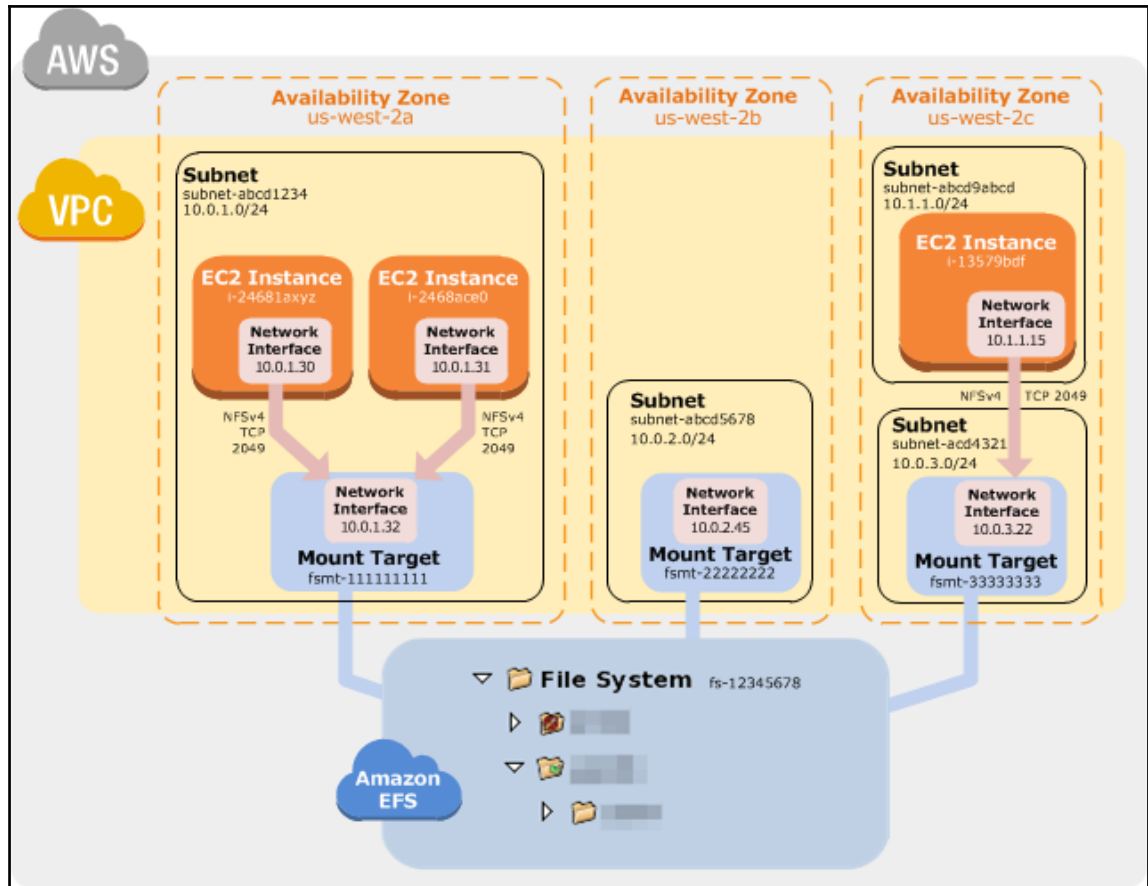 AWS
Availability Zone
us-west-2a
Availability Zone
us-west-2b
Availability Zone
us-west-2c
VPC
Subnet
subnet-abcd1234
10.0.1.0/24
EC2 Instance
i-24681axyz
Network
Interface
10.0.1.30
EC2 Instance
i-2468ace0
Network
Interface
10.0.1.31
NFSv4
TCP
2049
NFSv4
TCP
2049
Network
Interface
10.0.1.32
Mount Target
fsmt-111111111
Subnet
subnet-abcd5678
10.0.2.0/24
Network
Interface
10.0.2.45
Mount Target
fsmt-22222222
Subnet
subnet-abcd9abcd
10.1.1.0/24
EC2 Instance
i-13579bdf
Network
Interface
10.1.1.15
NFSv4 TCP 2049
Subnet
subnet-acd4321
10.0.3.0/24
Network
Interface
10.0.3.22
Mount Target
fsmt-33333333
File System fs-12345678
Amazon
EFS